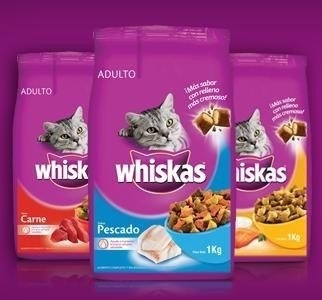 ADULTO
¡Más sabor
con relleno
más cremoso!
whiskas
Pescado
1Kg
ADULTO
whiskas
Carne
¡Más sabor
con relleno
más cremoso!
whiskas
1Kg